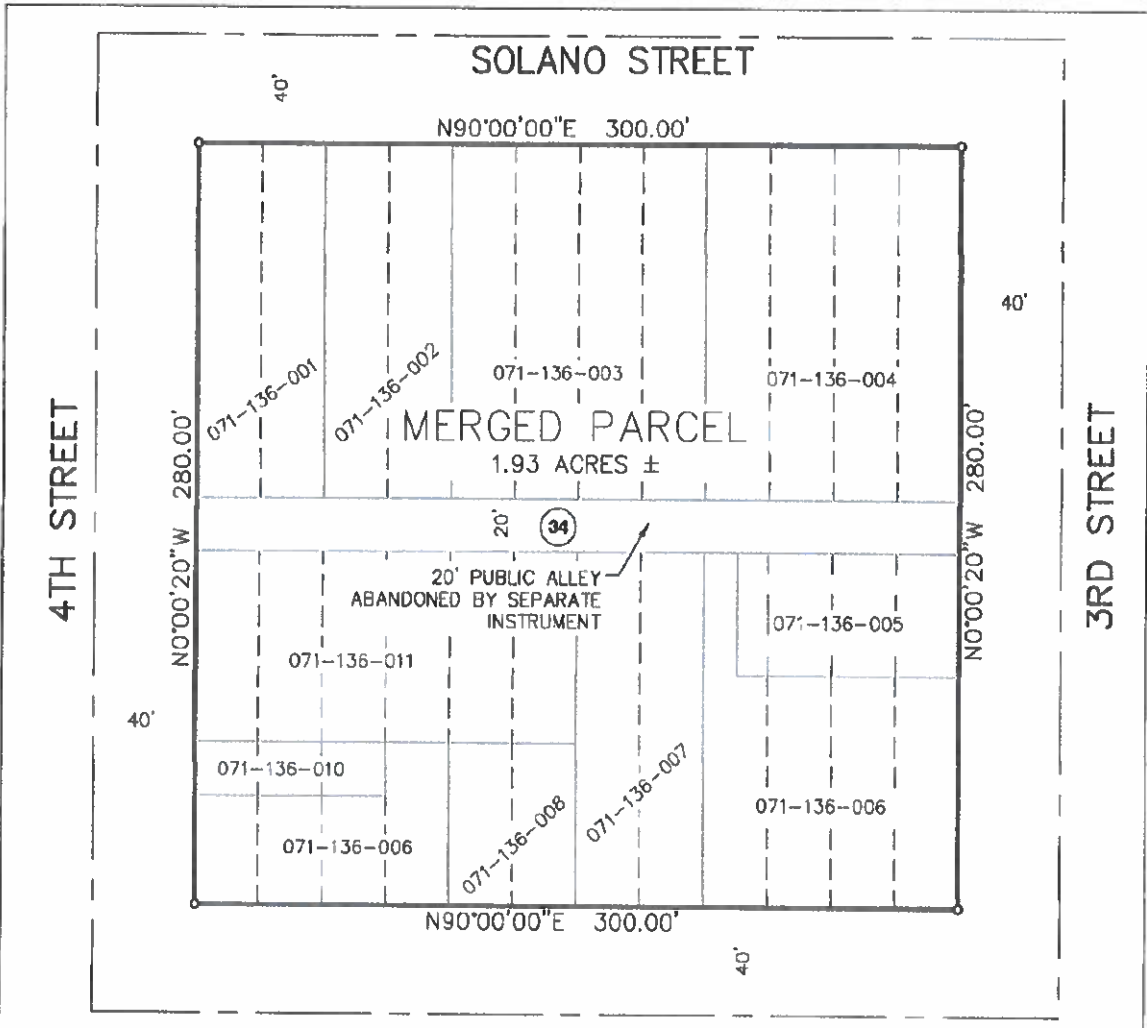 SOLANO STREET
40'
N90°00'00"E 300.00'
40'
071-136-001
071-136-002
071-136-003
071-136-004
MERGED PARCEL
1.93 ACRES ±
4TH STREET
N0°00'20"W 280.00'
N0°00'20"W 280.00'
3RD STREET
20'
34
20' PUBLIC ALLEY
ABANDONED BY SEPARATE
INSTRUMENT
071-136-005
071-136-011
40'
071-136-010
071-136-006
071-136-008
071-136-007
071-136-006
N90°00'00"E 300.00'
40'